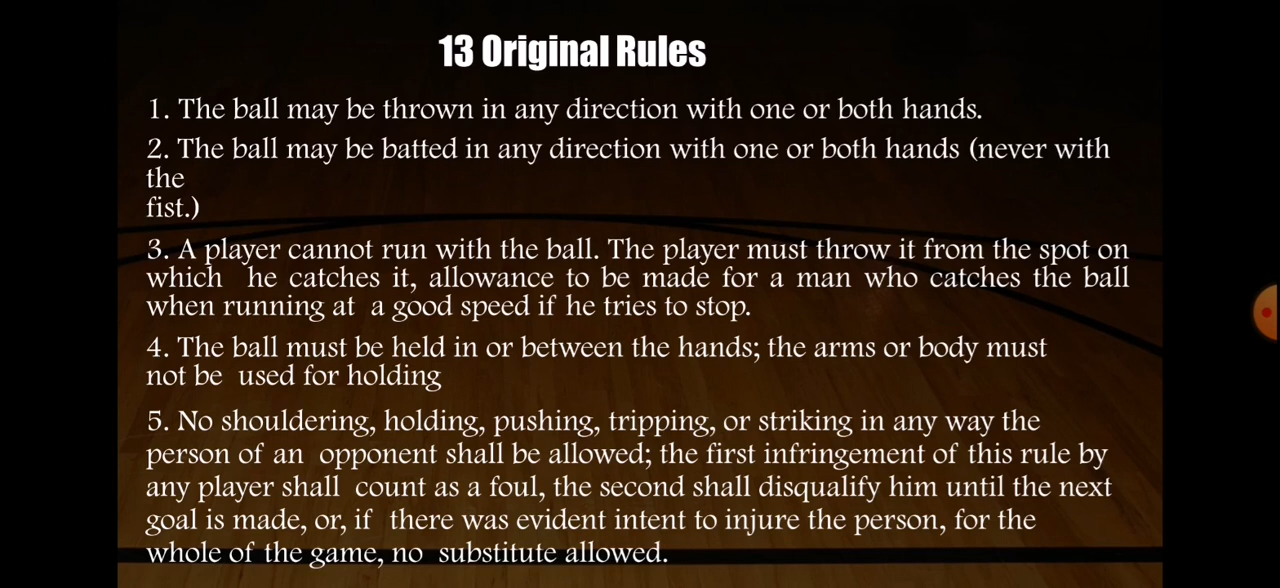 13 Original Rules
1. The ball may be thrown in any direction with one or both hands.
2. The ball may be batted in any direction with one or both hands (never with
the
fist.)
3. A player cannot run with the ball. The player must throw it from the spot on
which he catches it, allowance to be made for a man who catches the ball
when running at a good speed if he tries to stop.
4. The ball must be held in or between the hands; the arms or body must
not be used for holding
5. No shouldering, holding, pushing, tripping, or striking in any way the
person of an opponent shall be allowed; the first infringement of this rule by
any player shall count as a foul, the second shall disqualify him until the next
goal is made, or, if there was evident intent to injure the person, for the
whole of the game, no substitute allowed.